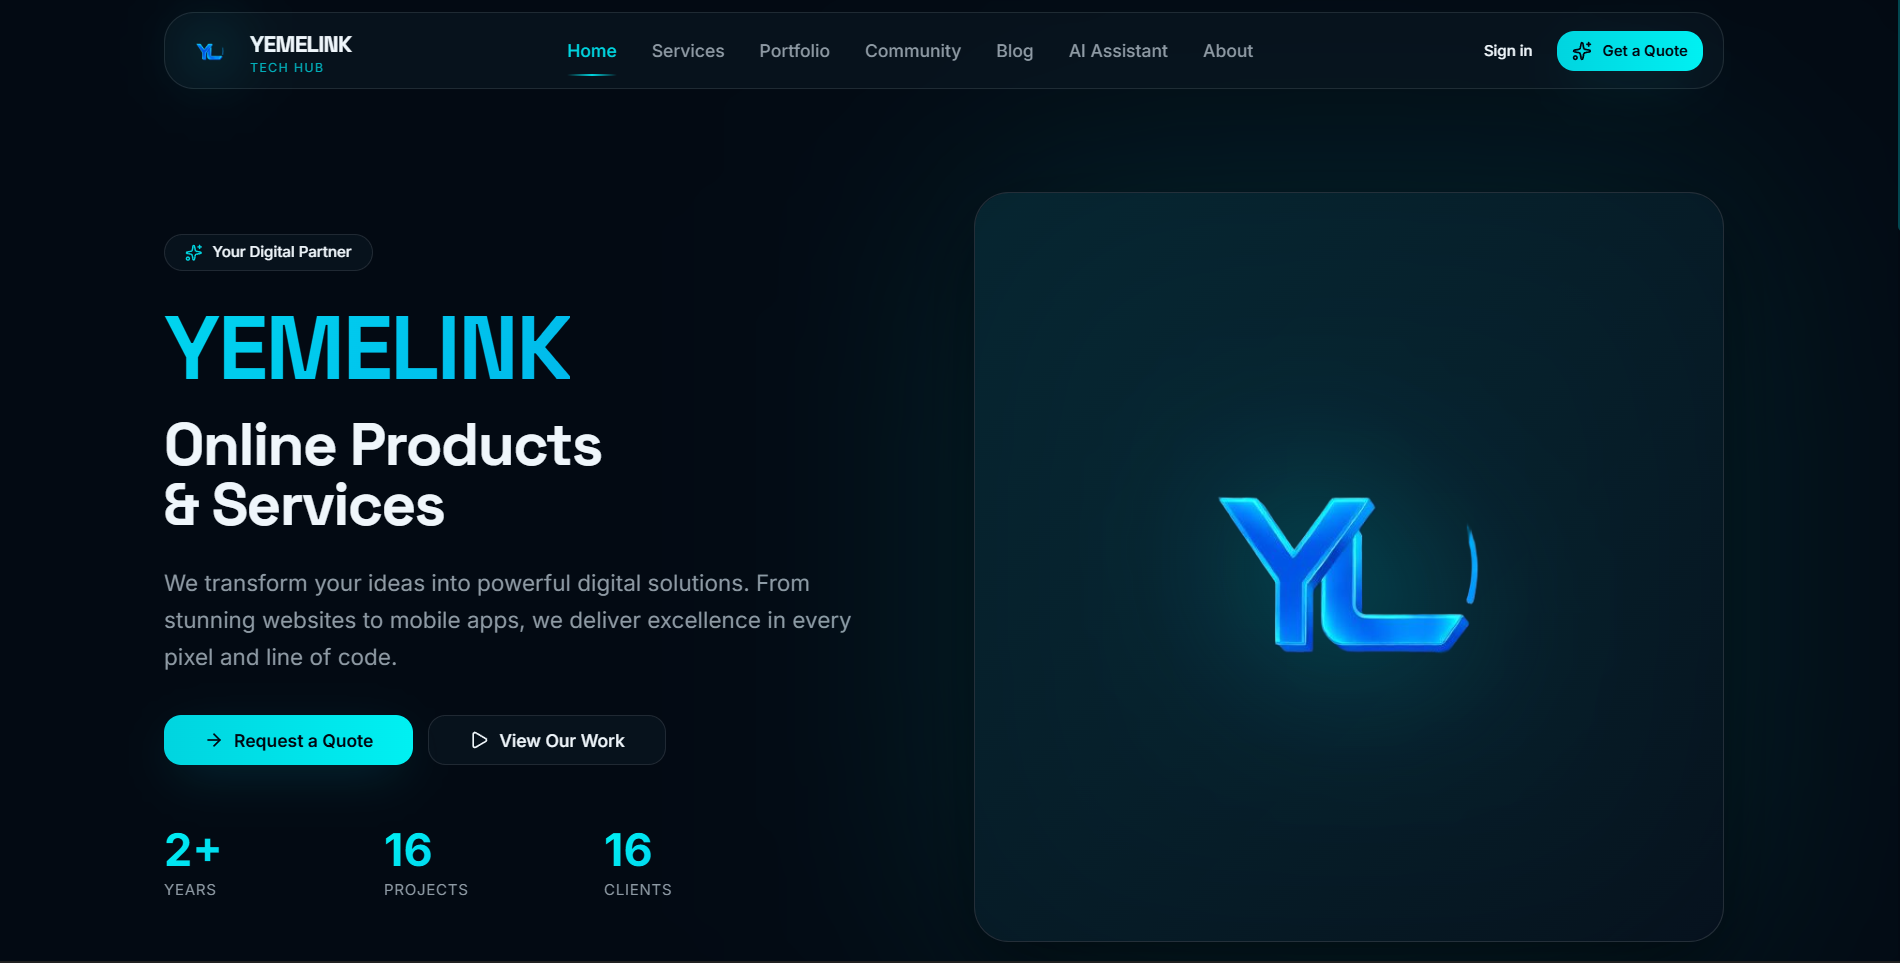 YL
YEMELINK
TECH HUB
Home
Services
Portfolio
Community
Blog
AI Assistant
About
Sign in
Get a Quote
Your Digital Partner
YEMELINK
Online Products
& Services
We transform your ideas into powerful digital solutions. From
stunning websites to mobile apps, we deliver excellence in every
pixel and line of code.
Request a Quote
View Our Work
2+
YEARS
16
PROJECTS
16
CLIENTS
YL